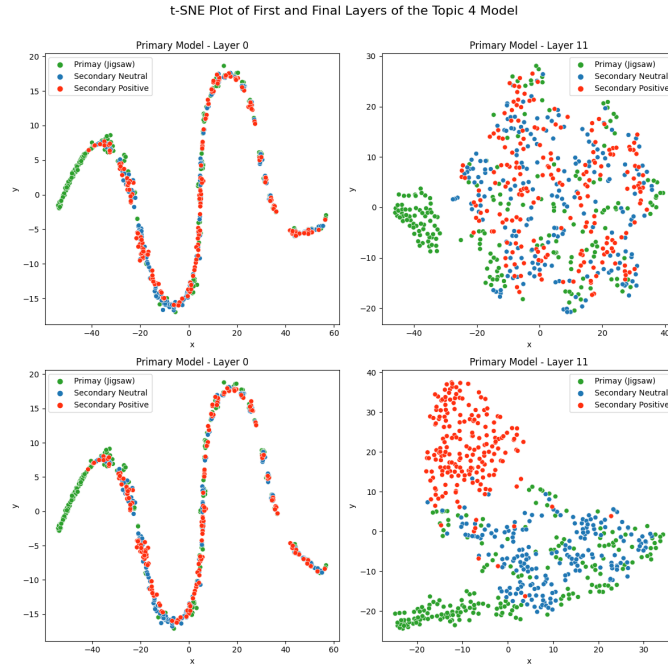 t-SNE Plot of First and Final Layers of the Topic 4 Model
Primary Model - Layer 0
Primay (Jigsaw)
Secondary Neutral
Secondary Positive
y
20
15
10
5
0
−5
−10
−15
−40
−20
0
20
40
60
x
Primary Model - Layer 11
Primay (Jigsaw)
Secondary Neutral
Secondary Positive
y
30
20
10
0
−10
−20
−40
−20
0
20
40
x
Primary Model - Layer 0
Primay (Jigsaw)
Secondary Neutral
Secondary Positive
y
20
15
10
5
0
−5
−10
−15
−40
−20
0
20
40
60
x
Primary Model - Layer 11
Primay (Jigsaw)
Secondary Neutral
Secondary Positive
y
40
30
20
10
0
−10
−20
−20
−10
0
10
20
30
x